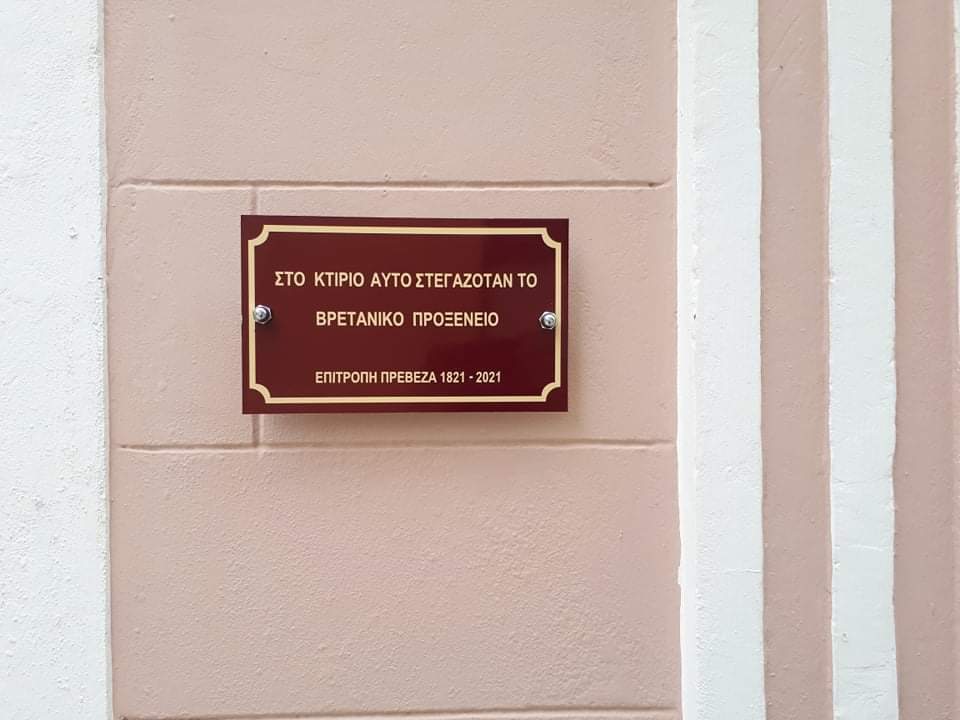 ΣΤΟ ΚΤΙΡΙΟ ΑΥΤΟ ΣΤΕΓΑΖΟΤΑΝ ΤΟ
ΒΡΕΤΑΝΙΚΟ ΠΡΟΞΕΝΕΙΟ
ΕΠΙΤΡΟΠΗ ΠΡΕΒΕΖΑ 1821 - 2021